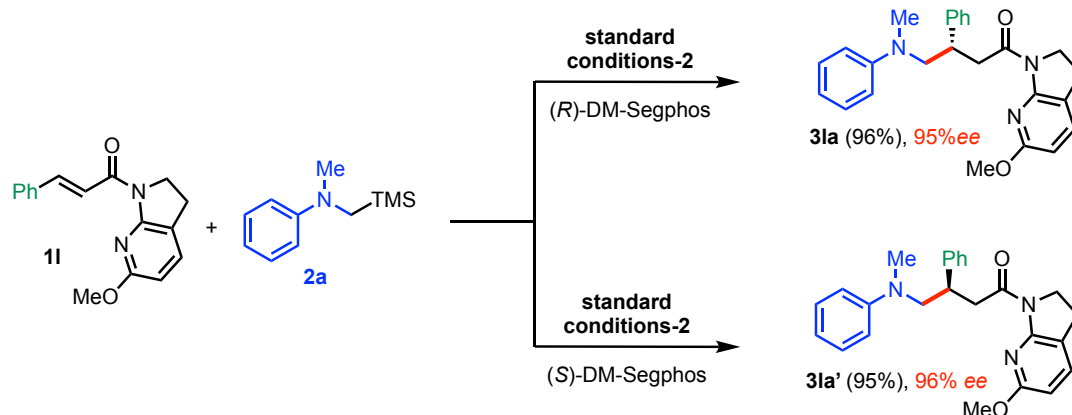 Ph
O
N
N
MeO
1l
+
Me
N
TMS
2a
standard
conditions-2
(R)-DM-Segphos
standard
conditions-2
(S)-DM-Segphos
Me
Ph
O
N
N
N
MeO
3la (96%), 95%ee
Me
Ph
O
N
N
N
MeO
3la' (95%), 96% ee